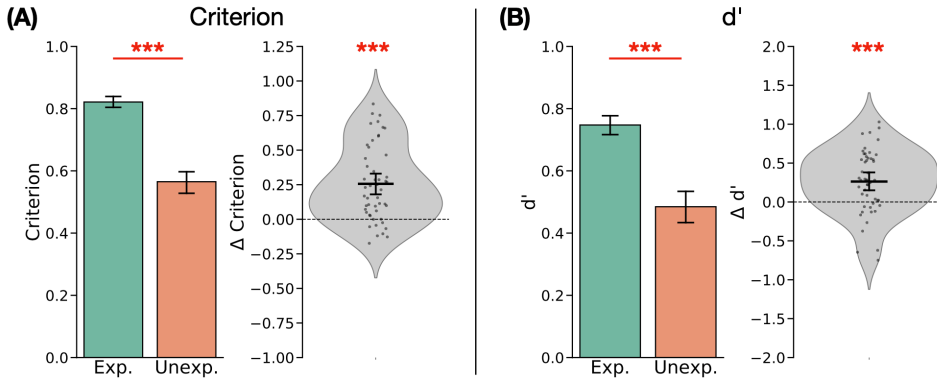 (A)
Criterion
Criterion
1.0
0.8
0.6
0.4
0.2
0.0
***
Exp.
Unexp.
Δ Criterion
1.25
1.00
0.75
0.50
0.25
0.00
−0.25
−0.50
−0.75
−1.00
***
(B)
d'
d'
1.0
0.8
0.6
0.4
0.2
0.0
***
Exp.
Unexp.
Δ d'
2.0
1.5
1.0
0.5
0.0
−0.5
−1.0
−1.5
−2.0
***